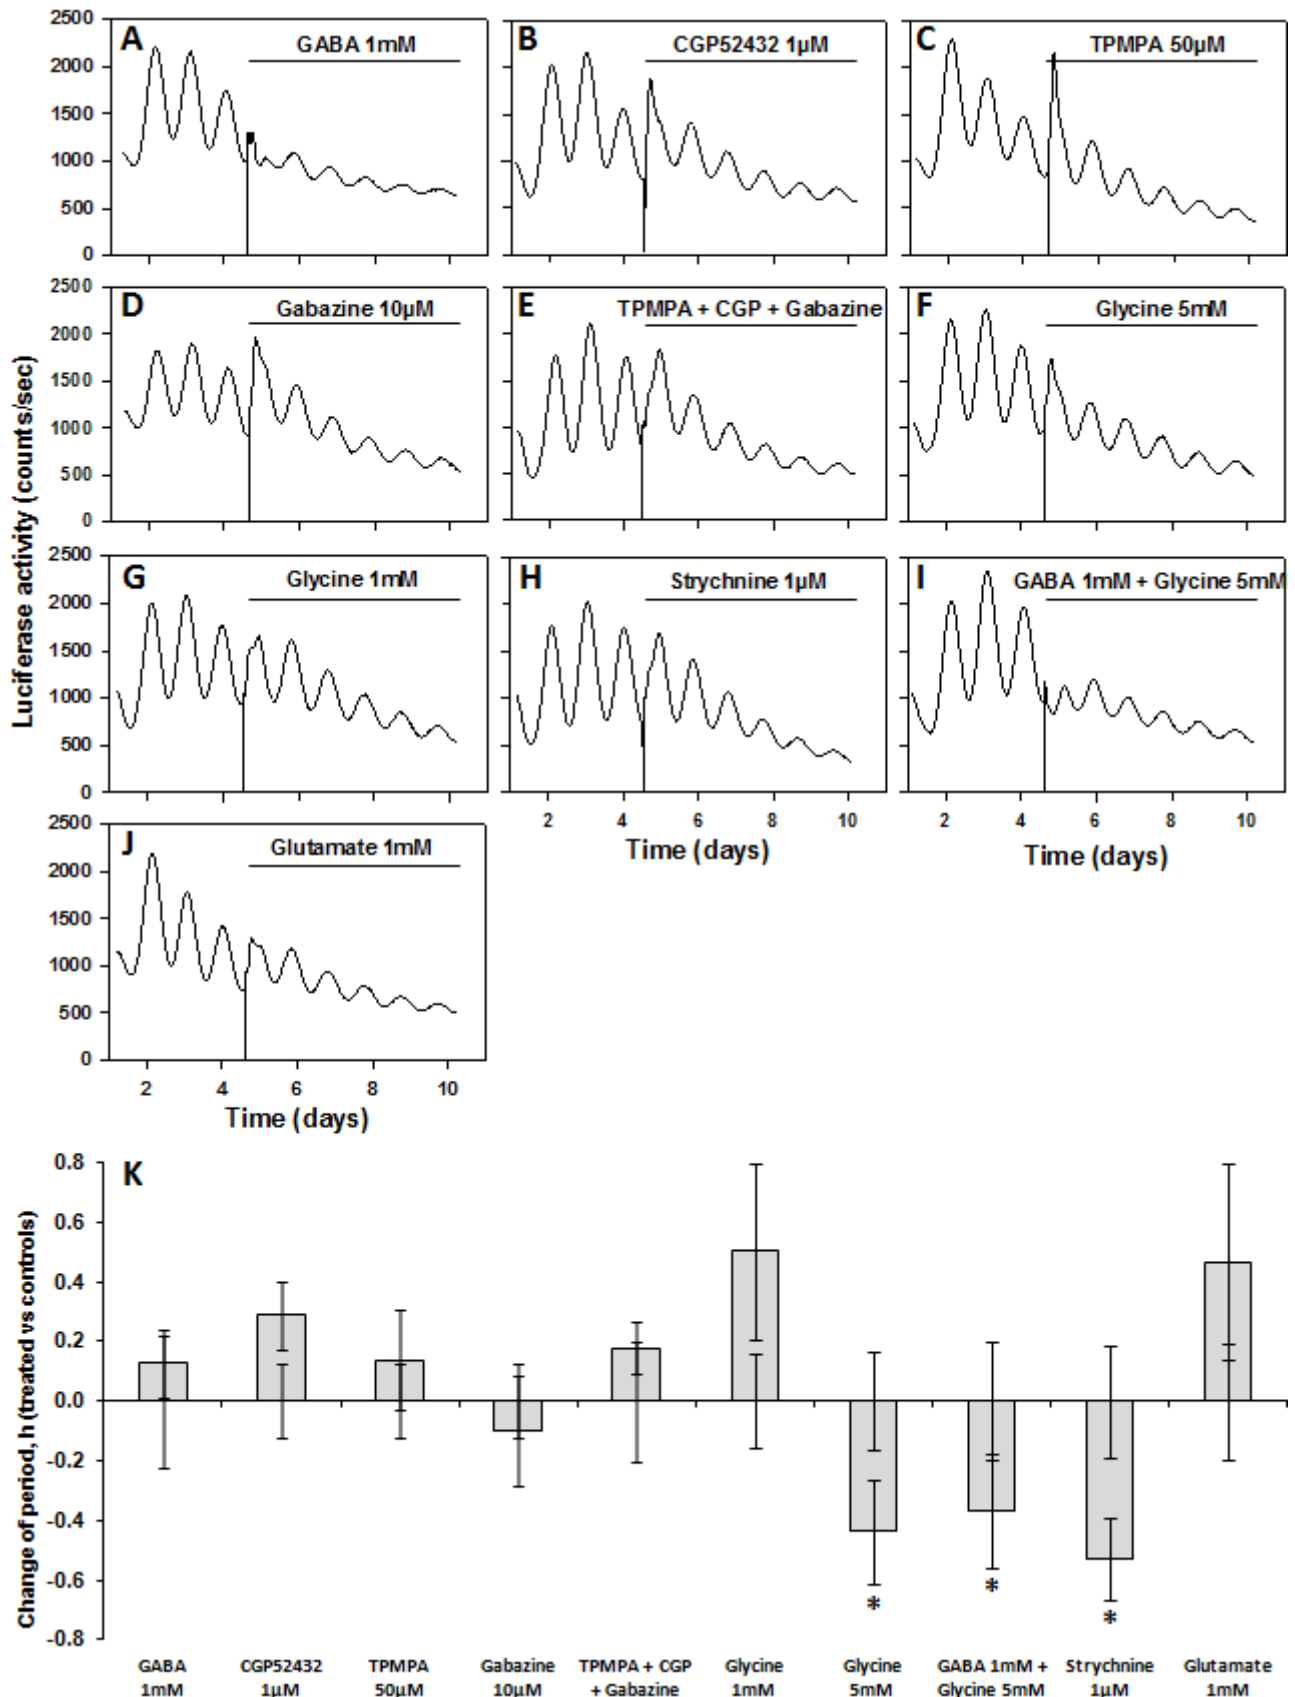 2500
2000
1500
1000
500
0
A
GABA 1mM
B
CGP52432 1µM
C
TPMPA 50µM
2500
2000
1500
1000
500
0
D
Gabazine 10µM
E
TPMPA + CGP + Gabazine
F
Glycine 5mM
Luciferase activity (counts/sec)
2500
2000
1500
1000
500
0
G
Glycine 1mM
H
Strychnine 1µM
I
GABA 1mM + Glycine 5mM
2 4 6 8 10
Time (days)
2 4 6 8 10
Time (days)
2500
2000
1500
1000
500
0
J
Glutamate 1mM
2 4 6 8 10
Time (days)
K
Change of period, h (treated vs controls)
0.8
0.6
0.4
0.2
0.0
-0.2
-0.4
-0.6
-0.8
*
*
*
GABA
1mM
CGP52432
1µM
TPMPA
50µM
Gabazine
10µM
TPMPA + CGP
+ Gabazine
Glycine
1mM
Glycine
5mM
GABA 1mM +
Glycine 5mM
Strychnine
1µM
Glutamate
1mM